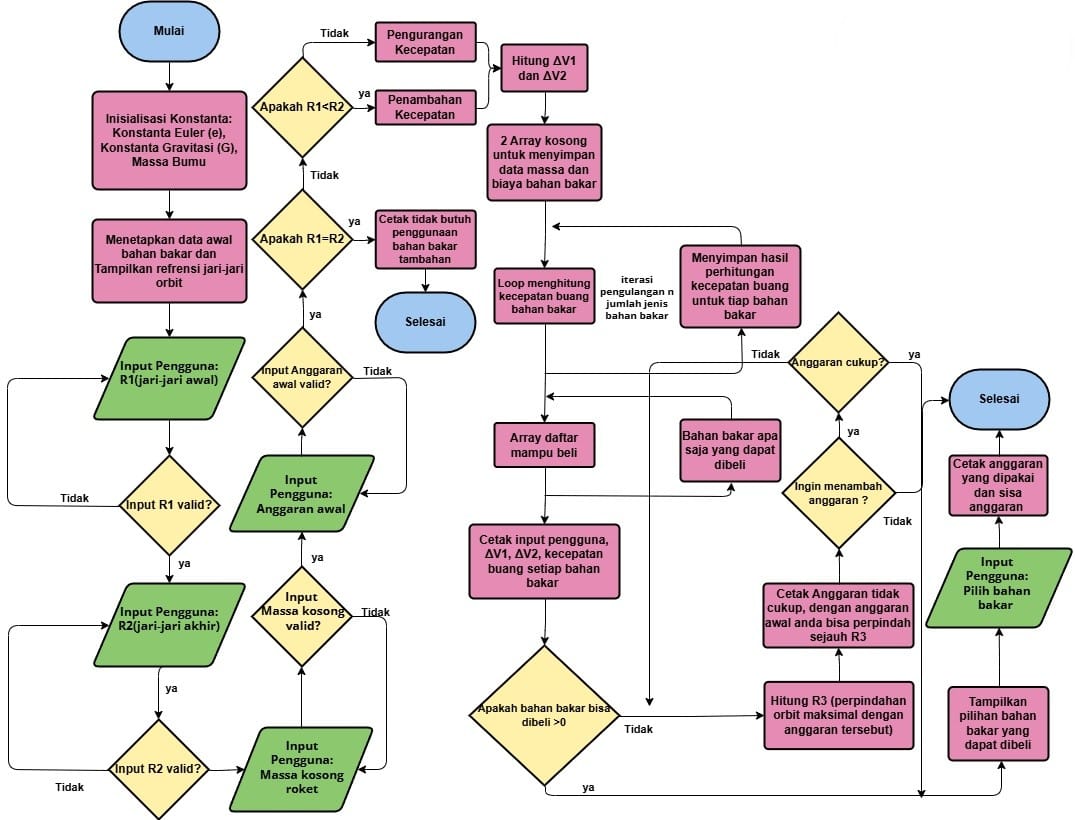 Mulai
Inisialisasi Konstanta:
Konstanta Euler (e),
Konstanta Gravitasi (G),
Massa Bumu
Menetapkan data awal
bahan bakar dan
Tampilkan refrensi jari-jari
orbit
Input Pengguna:
R1(jari-jari awal)
Input R1 valid?
Tidak
ya
Input Pengguna:
R2(jari-jari akhir)
ya
Input R2 valid?
Tidak
Input
Pengguna:
Massa kosong
roket
Input
Massa kosong
valid?
Tidak
ya
Input
Pengguna:
Anggaran awal
Input Anggaran
awal valid?
Tidak
ya
Apakah R1=R2
ya
Cetak tidak butuh
penggunaan
bahan bakar
tambahan
Selesai
Tidak
Apakah R1<R2
Tidak
Pengurangan
Kecepatan
ya
Penambahan
Kecepatan
Hitung ΔV1
dan ΔV2
2 Array kosong
untuk menyimpan
data massa dan
biaya bahan bakar
Loop menghitung
kecepatan buang
bahan bakar
iterasi
pengulangan n
jumlah jenis
bahan bakar
Menyimpan hasil
perhitungan
kecepatan buang
untuk tiap bahan
bakar
Array daftar
mampu beli
Bahan bakar apa
saja yang dapat
dibeli
Cetak input pengguna,
ΔV1, ΔV2, kecepatan
buang setiap bahan
bakar
Apakah bahan bakar bisa
dibeli >0
Tidak
ya
Hitung R3 (perpindahan
orbit maksimal dengan
anggaran tersebut)
Cetak Anggaran tidak
cukup, dengan anggaran
awal anda bisa perpindah
sejauh R3
Ingin menambah
anggaran ?
Tidak
ya
Anggaran cukup?
Tidak
ya
Tampilkan
pilihan bahan
bakar yang
dapat dibeli
Input
Pengguna:
Pilih bahan
bakar
Cetak anggaran
yang dipakai
dan sisa
anggaran
Selesai